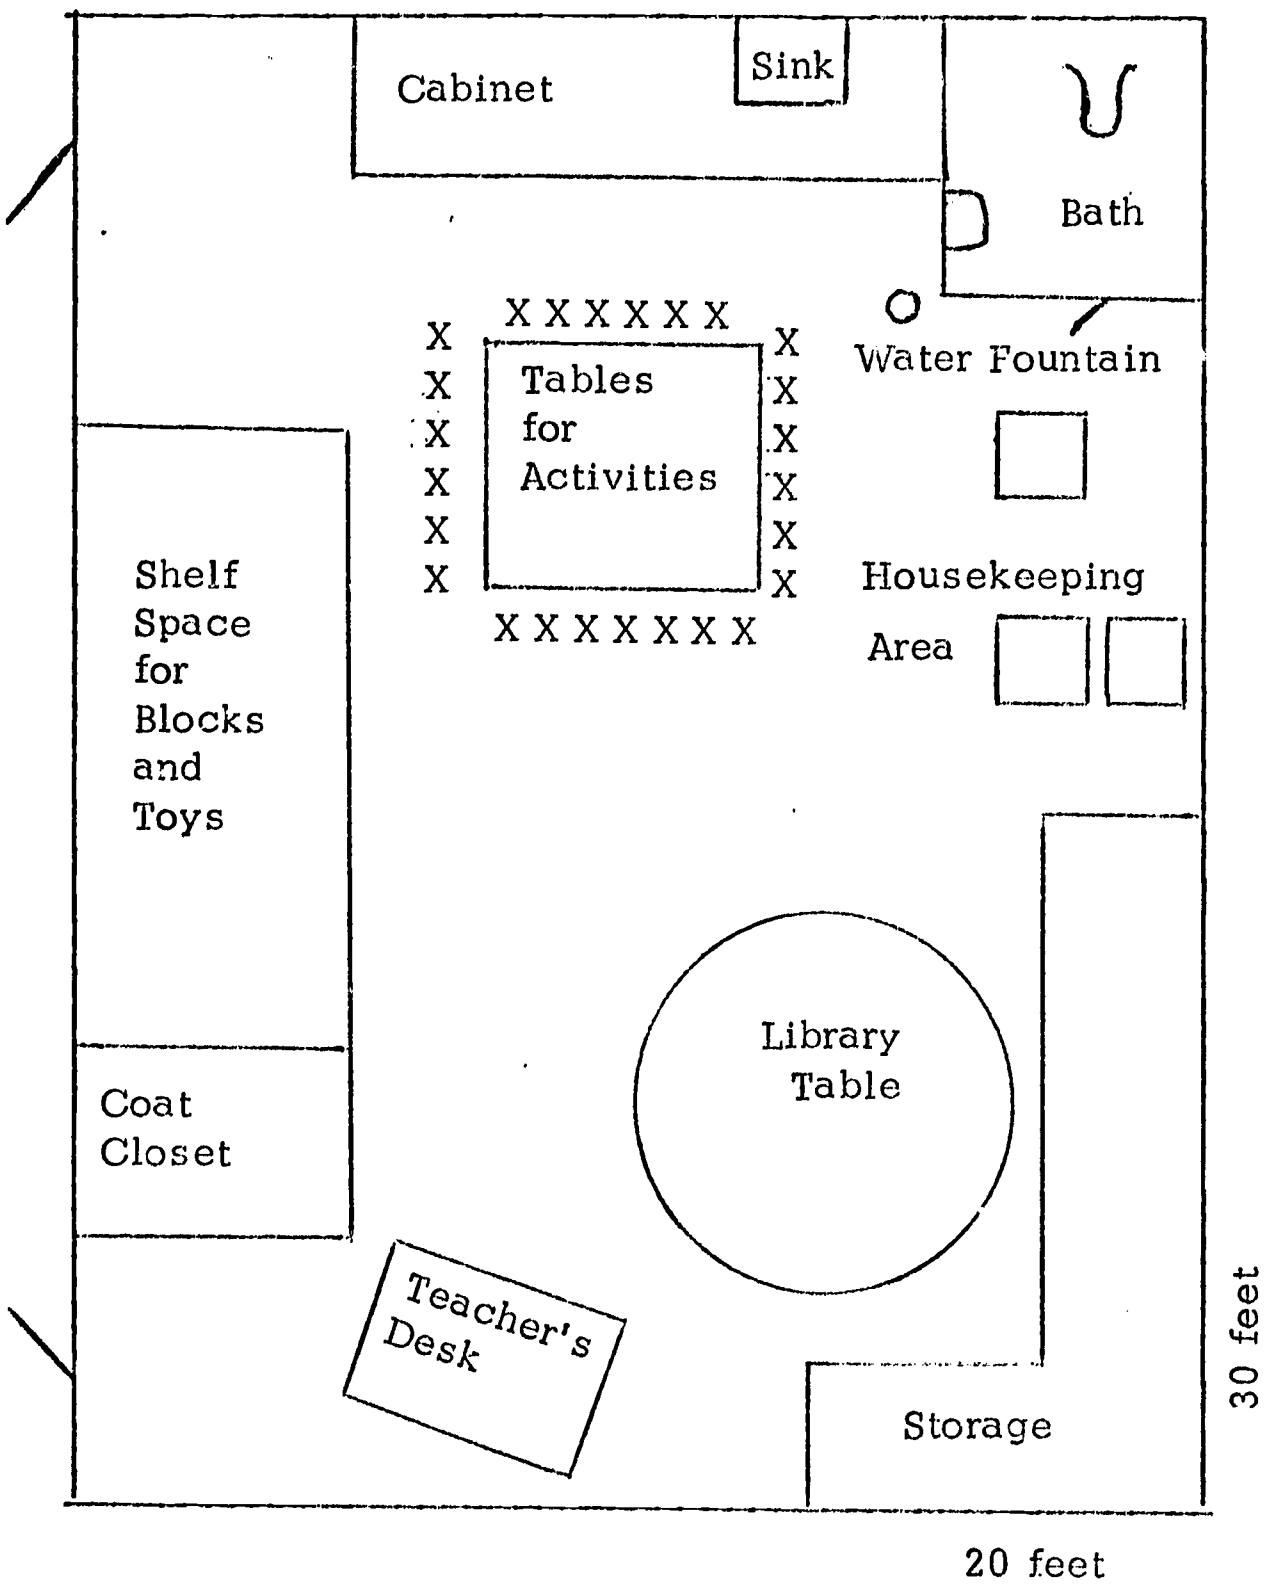 Cabinet
Sink
Bath
X X X X X X
X
X
X
X
X
X
Tables
for
Activities
X
X
X
X
X
X
X X X X X X X
Water Fountain
Housekeeping
Area
Shelf
Space
for
Blocks
and
Toys
Coat
Closet
Library
Table
Teacher's
Desk
Storage
30 feet
20 feet